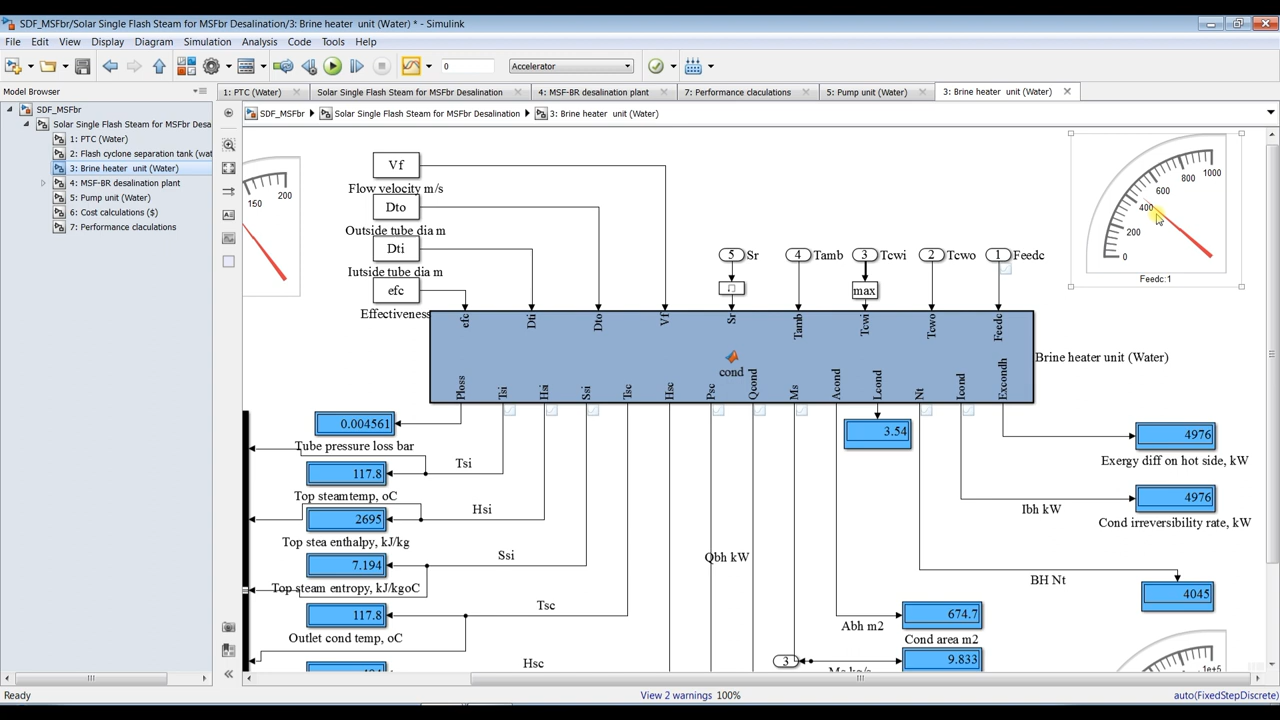 SDF_MSFbr/Solar Single Flash Steam for MSFbr Desalination/3: Brine heater unit (Water) * - Simulink
File Edit View Display Diagram Simulation Analysis Code Tools Help
0 Accelerator
Model Browser
1: PTC (Water) Solar Single Flash Steam for MSFbr Desalination 4: MSF-BR desalination plant 7: Performance calculations 5: Pump unit (Water) 3: Brine heater unit (Water)
SDF_MSFbr Solar Single Flash Steam for MSFbr Desalination 3: Brine heater unit (Water)
SDF_MSFbr
Solar Single Flash Steam for MSFbr Desa
1: PTC (Water)
2: Flash cyclone separation tank (wat
3: Brine heater unit (Water)
4: MSF-BR desalination plant
5: Pump unit (Water)
6: Cost calculations ($)
7: Performance clculations
150 200
Vf
Flow velocity m/s
Dto
Outside tube dia m
Dti
Iutside tube dia m
efc
Effectiveness
5 Sr 4 Tamb 3 Tcwi 2 Tcwo 1 Feedc
max
0 200 400 600 800 1000
Feedc:1
efc Dti Dto Vf Sr Tamb Tcwi Tcwo Feedc
cond
Brine heater unit (Water)
Ploss Tsi Hsi Ssi Tsc Hsc Psc Qcond Ms Acond Lcond Nt Icond Excondh
0.004561
Tube pressure loss bar
3.54
4976
Exergy diff on hot side, kW
Tsi
117.8
Top steamtemp, oC
4976
Cond irreversibility rate, kW
Hsi
Ibh kW
2695
Top stea enthalpy, kJ/kg
Ssi
Qbh kW
7.194
Top steam entropy, kJ/kgoC
BH Nt
4045
Tsc
117.8
Outlet cond temp, oC
Abh m2
674.7
Cond area m2
Hsc
3
9.833
1e+5
Ready View 2 warnings 100% auto(FixedStepDiscrete)